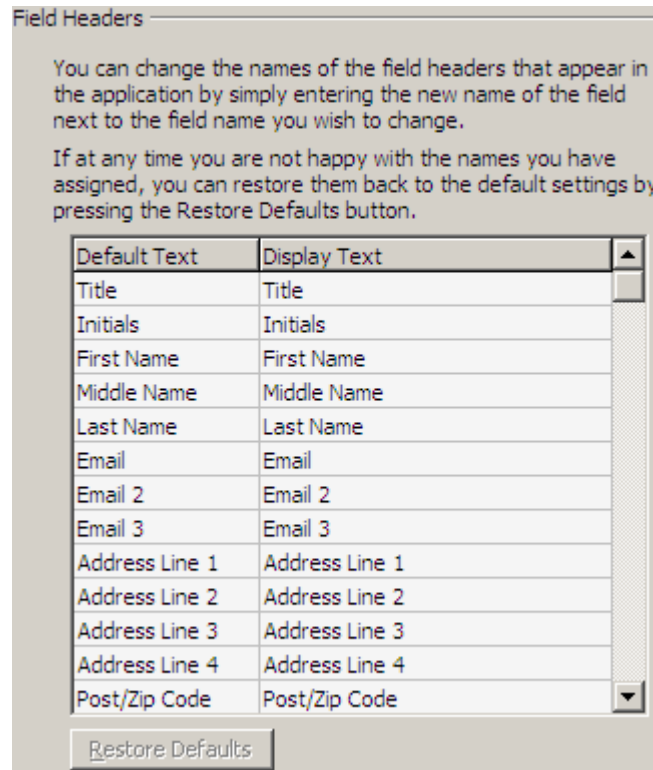 Field Headers
You can change the names of the field headers that appear in
the application by simply entering the new name of the field
next to the field name you wish to change.
If at any time you are not happy with the names you have
assigned, you can restore them back to the default settings by
pressing the Restore Defaults button.
Default Text Display Text
Title Title
Initials Initials
First Name First Name
Middle Name Middle Name
Last Name Last Name
Email Email
Email 2 Email 2
Email 3 Email 3
Address Line 1 Address Line 1
Address Line 2 Address Line 2
Address Line 3 Address Line 3
Address Line 4 Address Line 4
Post/Zip Code Post/Zip Code
Restore Defaults